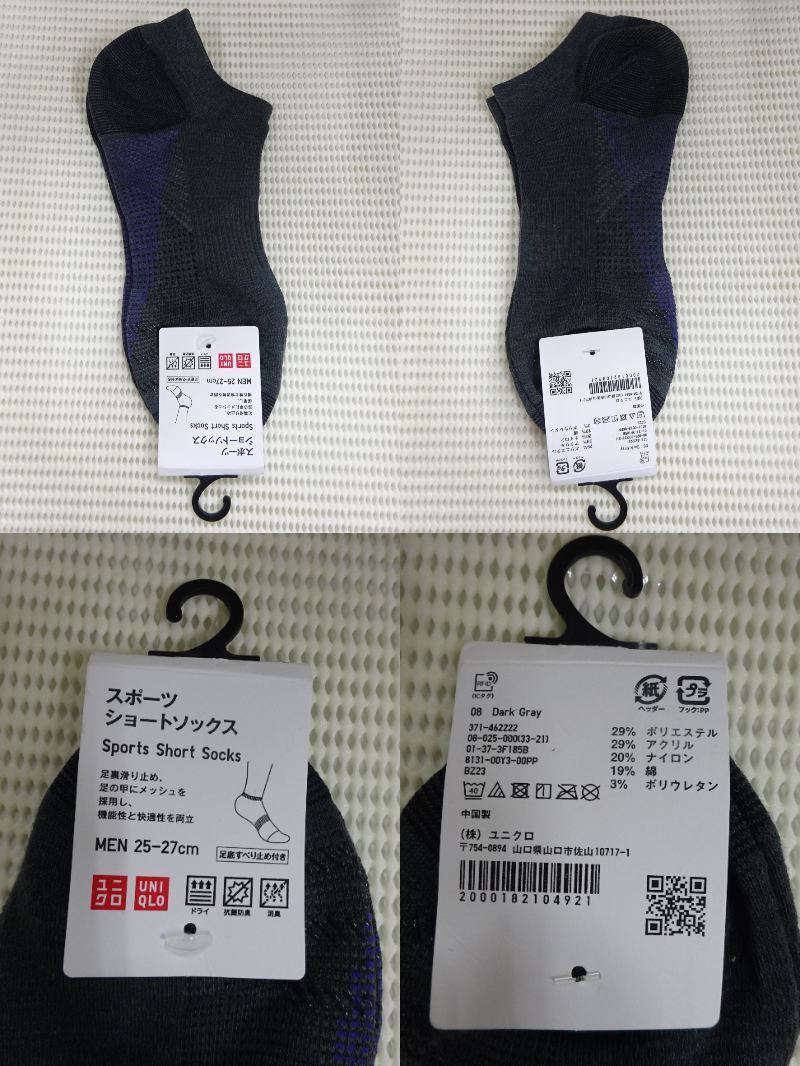 スポーツ
ショートソックス
Sports Short Socks
足裏滑り止め、
足の甲にメッシュを
採用し、
機能性と快適性を両立
MEN 25-27cm
足底すべり止め付き
ユニクロ
UNIQLO
ドライ
抗菌防臭
消臭
RFID
(ICタグ)
紙
ヘッダー
プラ
フック:PP
08 Dark Gray
371-462222
08-025-000(33-21)
01-37-3F185B
8131-00Y3-00PP
BZ23
29% ポリエステル
29% アクリル
20% ナイロン
19% 綿
3% ポリウレタン
40
中国製
(株) ユニクロ
〒754-0894 山口県山口市佐山10717-1
2000182104921